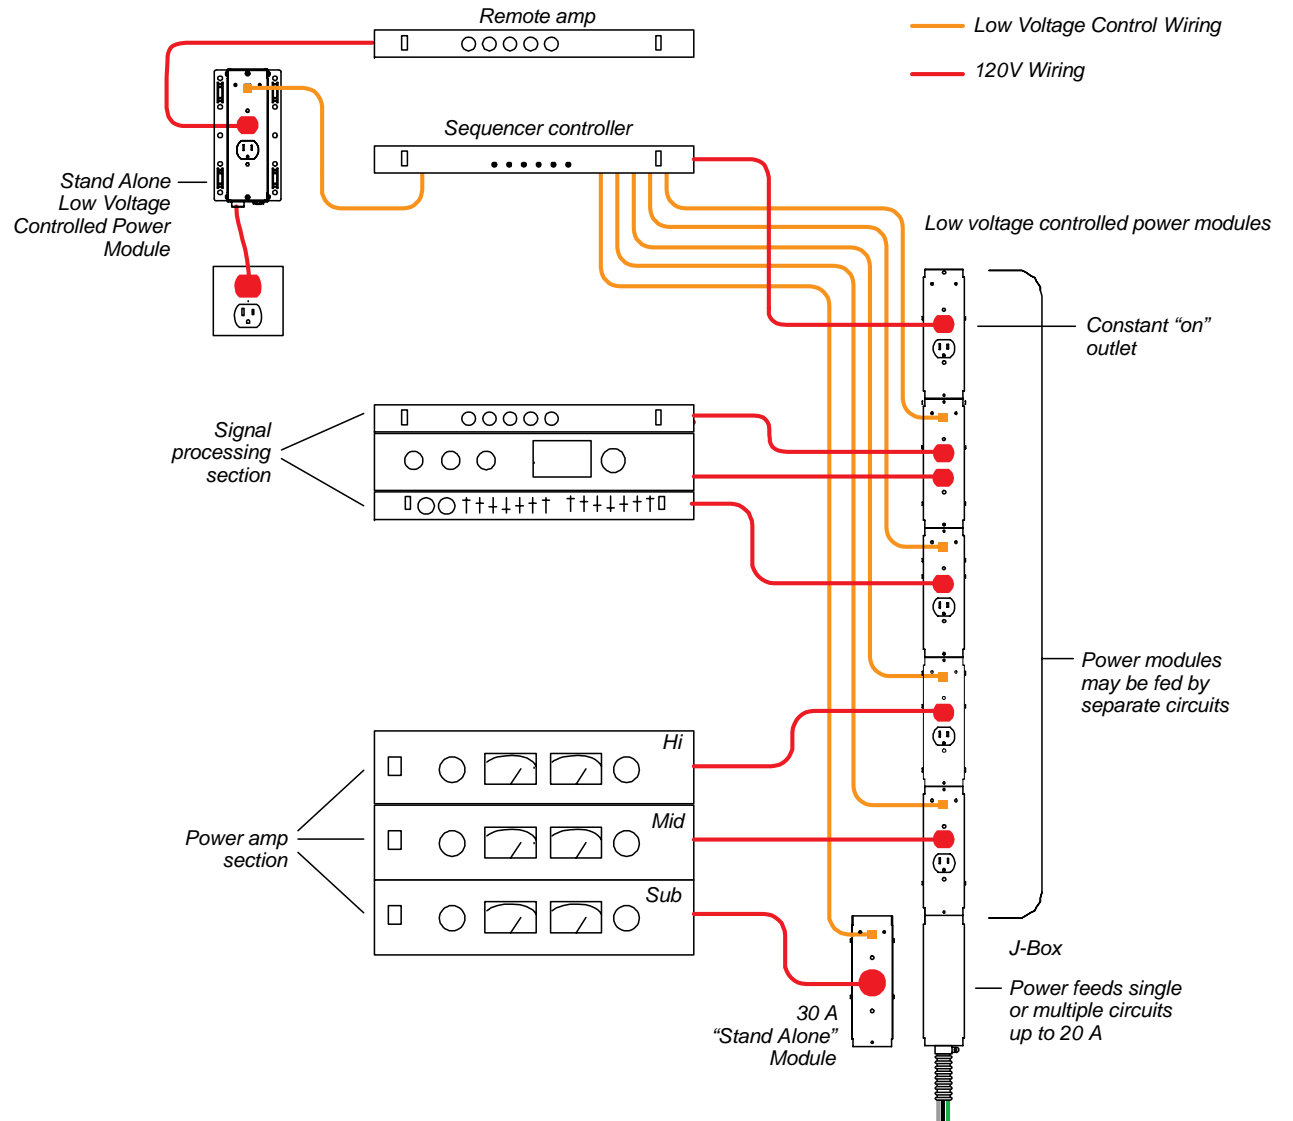 Remote amp
Low Voltage Control Wiring
120V Wiring
Sequencer controller
Stand Alone
Low Voltage
Controlled Power
Module
Low voltage controlled power modules
Constant “on”
outlet
Signal
processing
section
Power modules
may be fed by
separate circuits
Hi
Mid
Sub
Power amp
section
J-Box
Power feeds single
or multiple circuits
up to 20 A
30 A
“Stand Alone”
Module